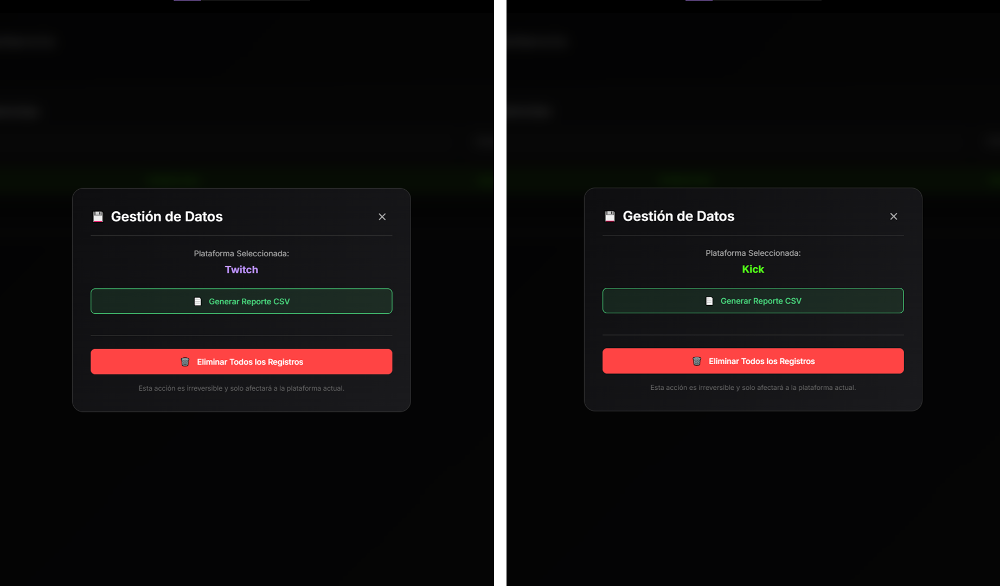 Gestión de Datos
Plataforma Seleccionada:
Twitch
Generar Reporte CSV
Eliminar Todos los Registros
Esta acción es irreversible y solo afectará a la plataforma actual.
Gestión de Datos
Plataforma Seleccionada:
Kick
Generar Reporte CSV
Eliminar Todos los Registros
Esta acción es irreversible y solo afectará a la plataforma actual.